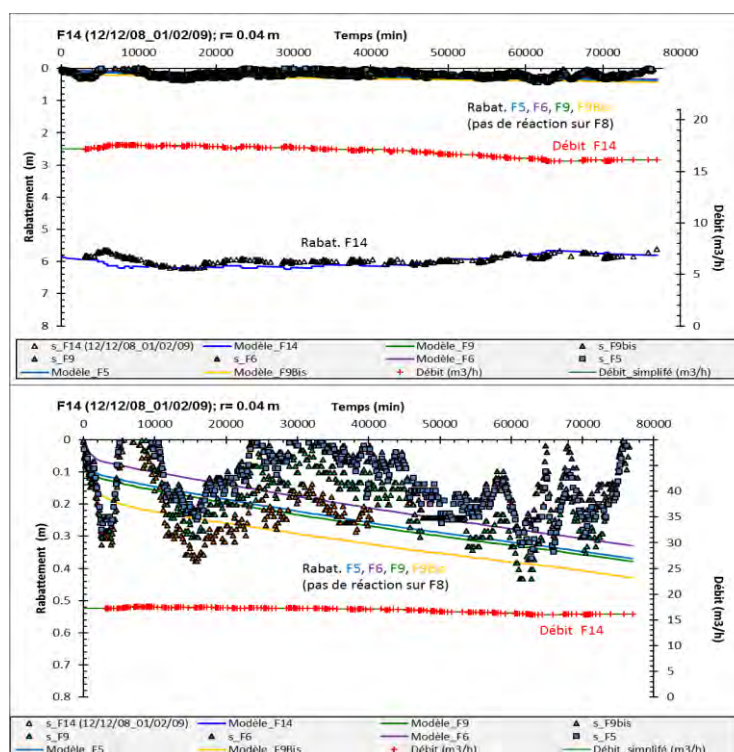 F14 (12/12/08_01/02/09); r= 0.04 m
Temps (min)
0 10000 20000 30000 40000 50000 60000 70000 80000
Rabattement (m)
0
1
2
3
4
5
6
7
8
Débit (m3/h)
20
15
10
5
0
Rabat. F5, F6, F9, F9Bis
(pas de réaction sur F8)
Débit F14
Rabat. F14
s_F14 (12/12/08_01/02/09) Modèle_F14 Modèle_F9 s_F9bis
s_F9 s_F6 Modèle_F6 s_F5
Modèle_F5 Modèle_F9Bis Débit (m3/h) Débit_simplifé (m3/h)
F14 (12/12/08_01/02/09); r= 0.04 m
Temps (min)
0 10000 20000 30000 40000 50000 60000 70000 80000
Rabattement (m)
0
0.1
0.2
0.3
0.4
0.5
0.6
0.7
0.8
Débit (m3/h)
40
35
30
25
20
15
10
5
0
Rabat. F5, F6, F9, F9Bis
(pas de réaction sur F8)
Débit F14
s_F14 (12/12/08_01/02/09) Modèle_F14 Modèle_F9 s_F9bis
s_F9 s_F6 Modèle_F6 s_F5
Modèle_F5 Modèle_F9Bis Débit (m3/h) Débit_simplifé (m3/h)